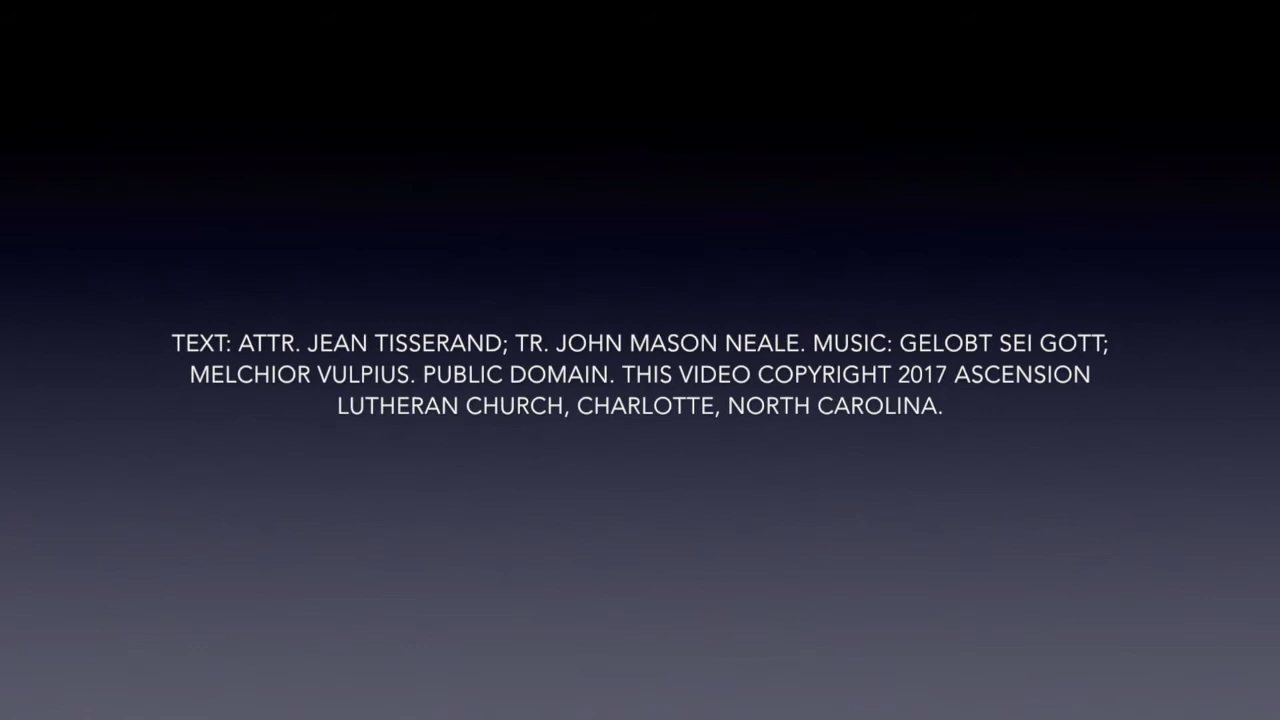 TEXT: ATTR. JEAN TISSERAND; TR. JOHN MASON NEALE. MUSIC: GELOBT SEI GOTT;
MELCHIOR VULPIUS. PUBLIC DOMAIN. THIS VIDEO COPYRIGHT 2017 ASCENSION
LUTHERAN CHURCH, CHARLOTTE, NORTH CAROLINA.